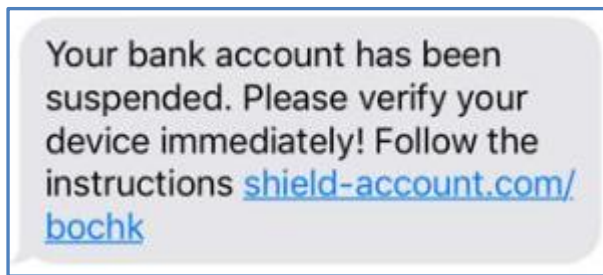 Your bank account has been
suspended. Please verify your
device immediately! Follow the
instructions shield-account.com/
bochk